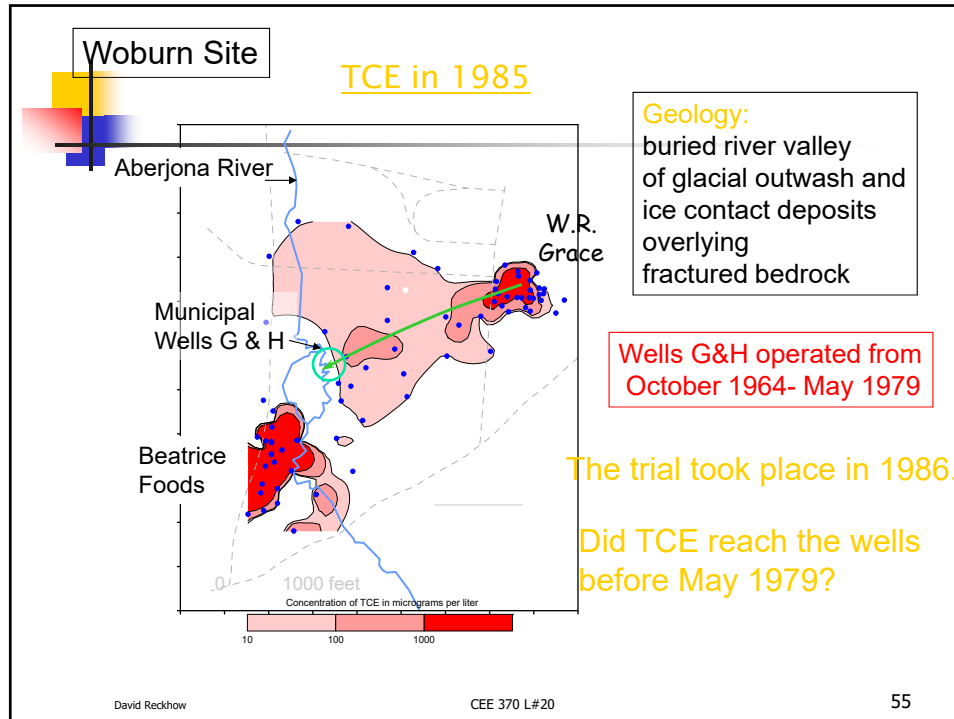 Woburn Site
TCE in 1985
Aberjona River
Municipal
Wells G & H
W.R.
Grace
Beatrice
Foods
0 1000 feet
Concentration of TCE in micrograms per liter
10 100 1000
Geology:
buried river valley
of glacial outwash and
ice contact deposits
overlying
fractured bedrock
Wells G&H operated from
October 1964- May 1979
The trial took place in 1986.
Did TCE reach the wells
before May 1979?
David Reckhow CEE 370 L#20 55